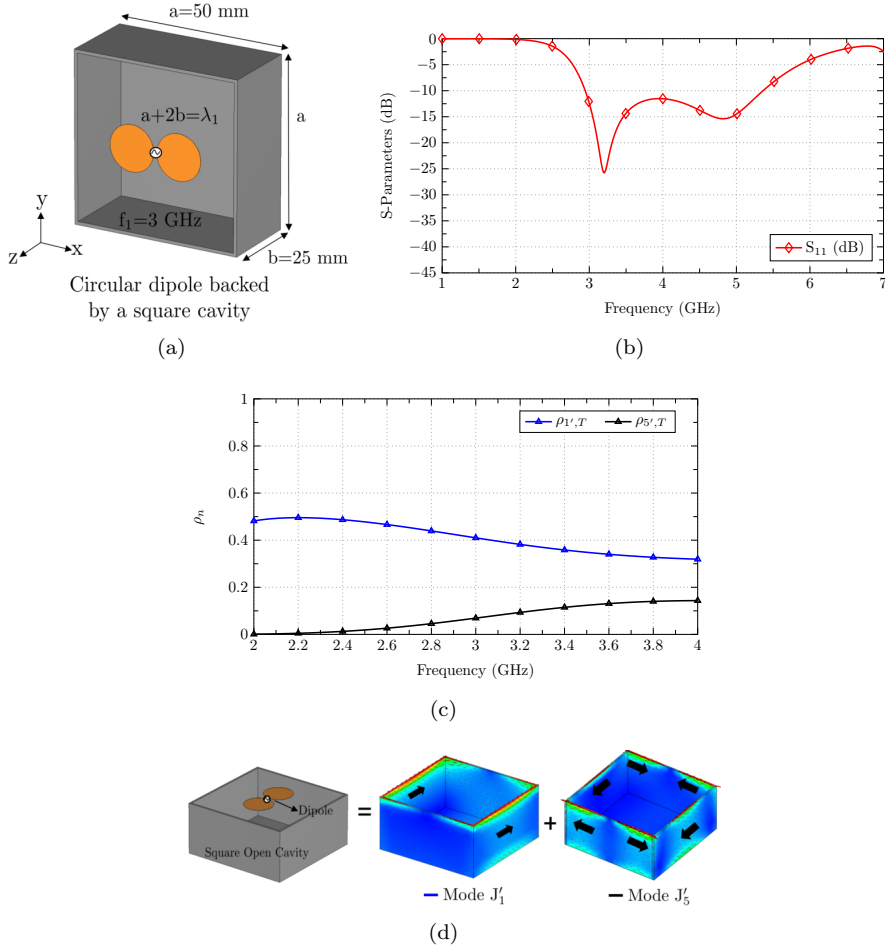 a=50 mm
a+2b=λ₁
a
f₁=3 GHz
y
z
x
b=25 mm
Circular dipole backed
by a square cavity
(a)
0
−5
−10
−15
−20
−25
−30
−35
−40
−45
S-Parameters (dB)
S₁₁ (dB)
1 2 3 4 5 6 7
Frequency (GHz)
(b)
1
0.8
0.6
0.4
0.2
0
ρₙ
ρ₁′,T ρ₅′,T
2 2.2 2.4 2.6 2.8 3 3.2 3.4 3.6 3.8 4
Frequency (GHz)
(c)
Dipole
Square Open Cavity
=
+
Mode J′₁
Mode J′₅
(d)